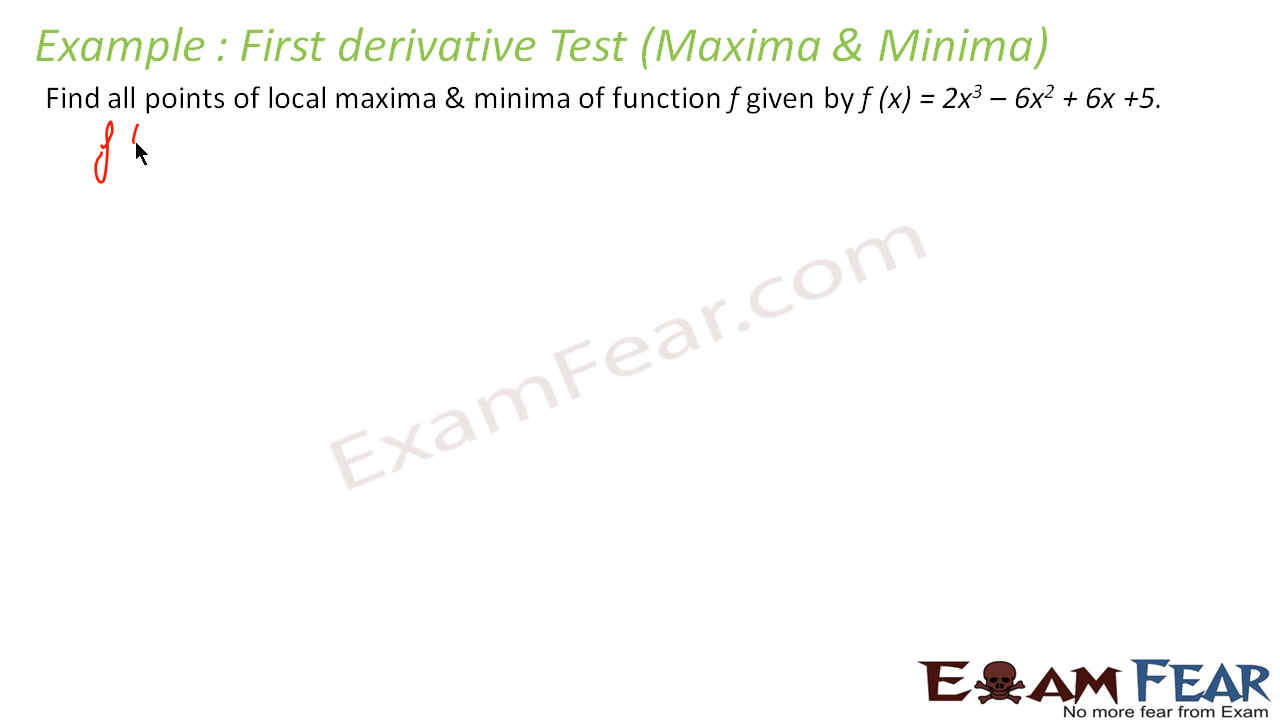 Example : First derivative Test (Maxima & Minima)
Find all points of local maxima & minima of function f given by f (x) = 2x³ – 6x² + 6x +5.
f
ExamFear.com
EXAM FEAR
No more fear from Exam